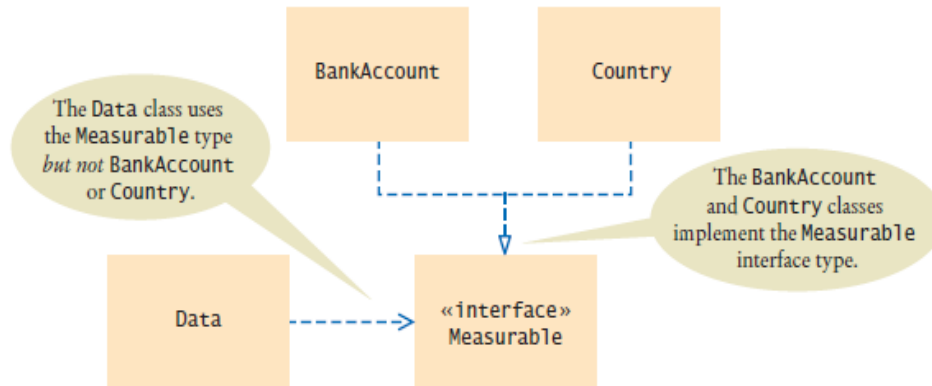 BankAccount
Country
The Data class uses
the Measurable type
but not BankAccount
or Country.
The BankAccount
and Country classes
implement the Measurable
interface type.
Data
«interface»
Measurable